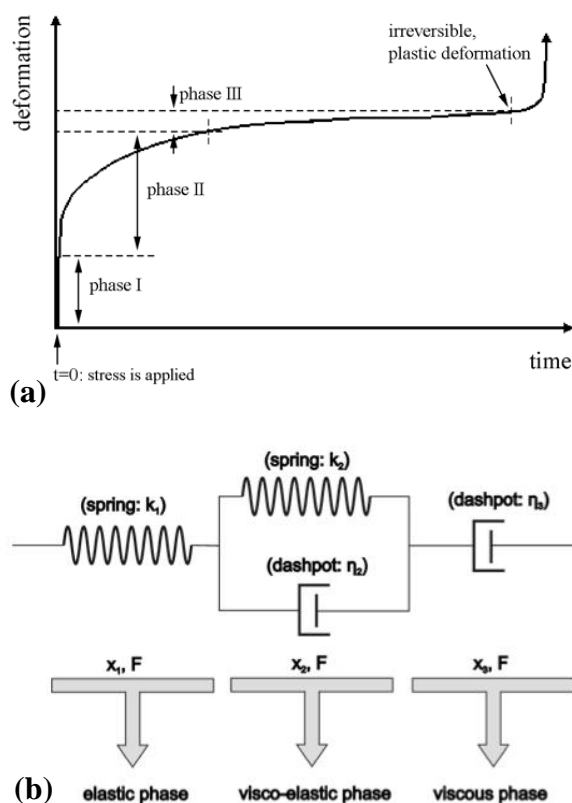 deformation
irreversible,
plastic deformation
phase III
phase II
phase I
time
t=0: stress is applied
(a)
(spring: k₂)
(spring: k₁)
(dashpot: η₃)
(dashpot: η₂)
x₁, F
x₂, F
x₃, F
elastic phase
visco-elastic phase
viscous phase
(b)